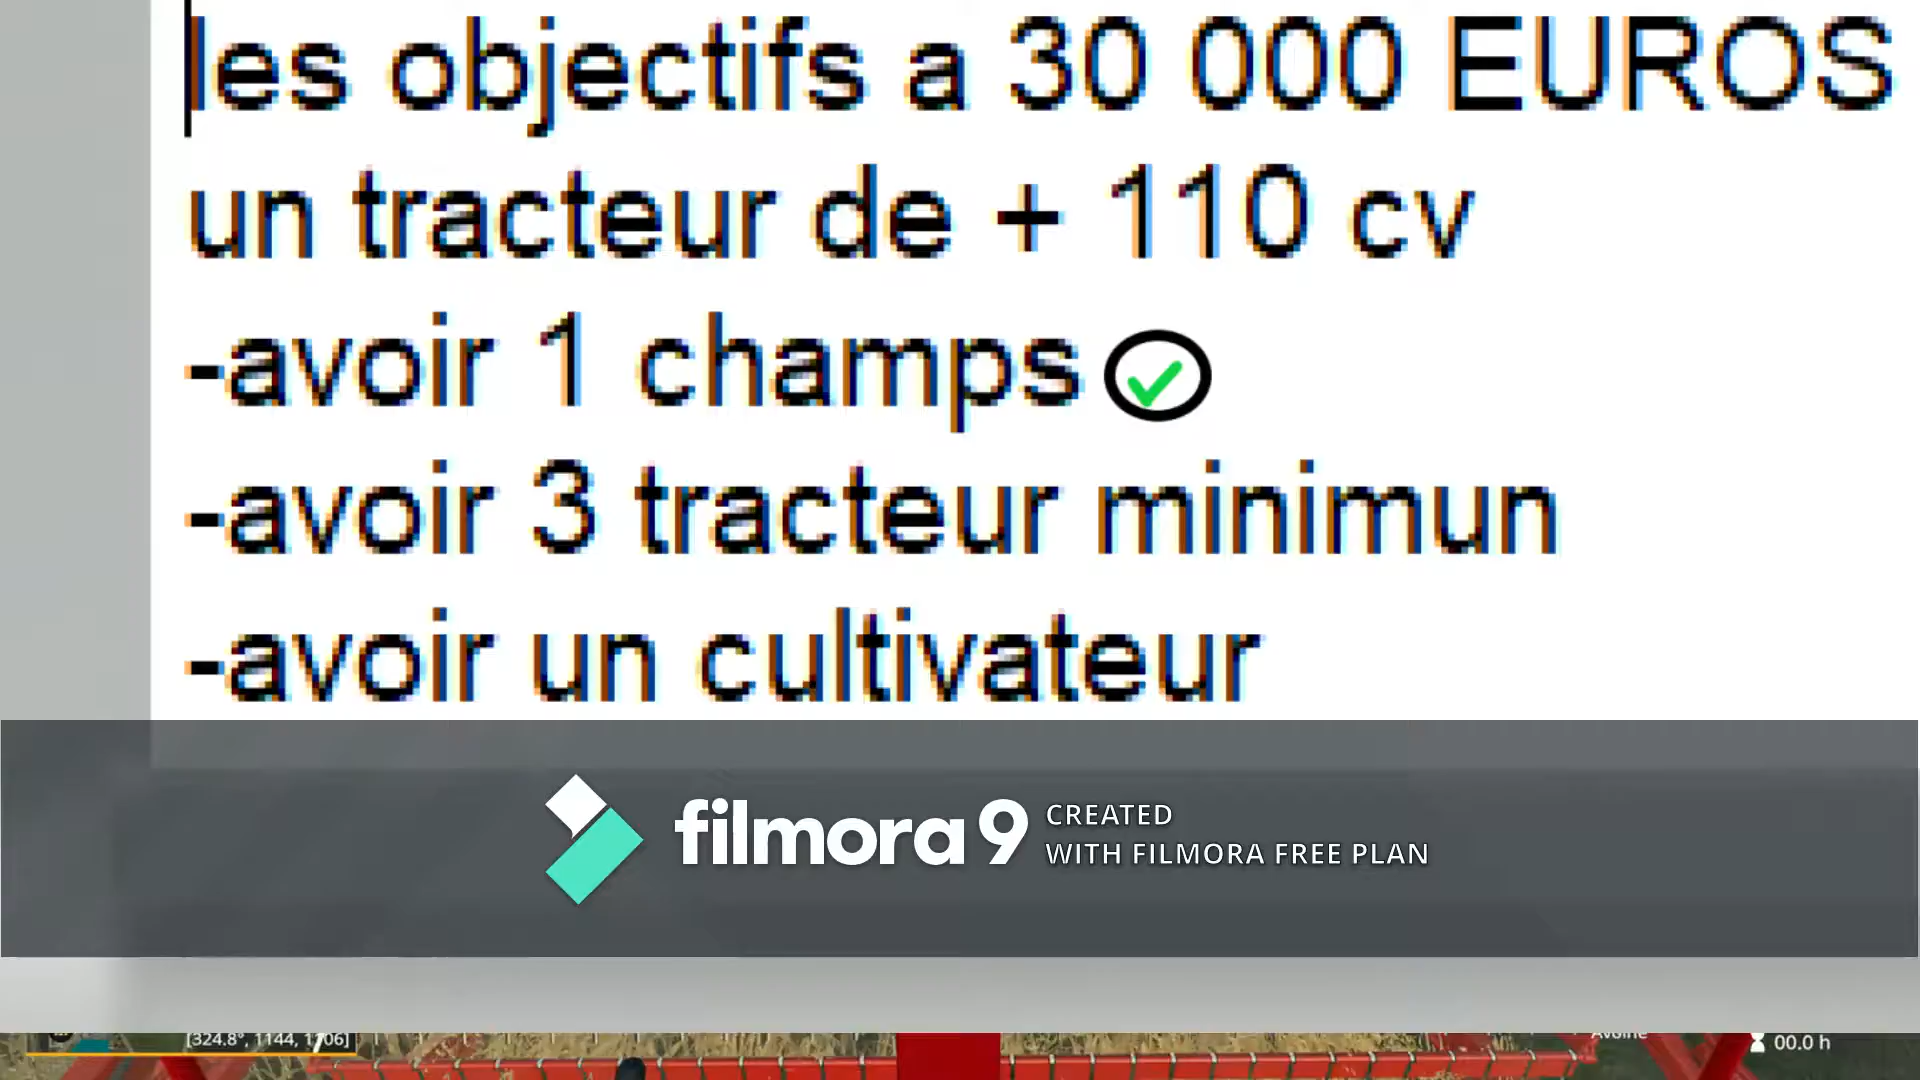 les objectifs a 30 000 EUROS
un tracteur de + 110 cv
-avoir 1 champs
-avoir 3 tracteur minimun
-avoir un cultivateur
filmora 9 CREATED
WITH FILMORA FREE PLAN
Avoine
00.0 h